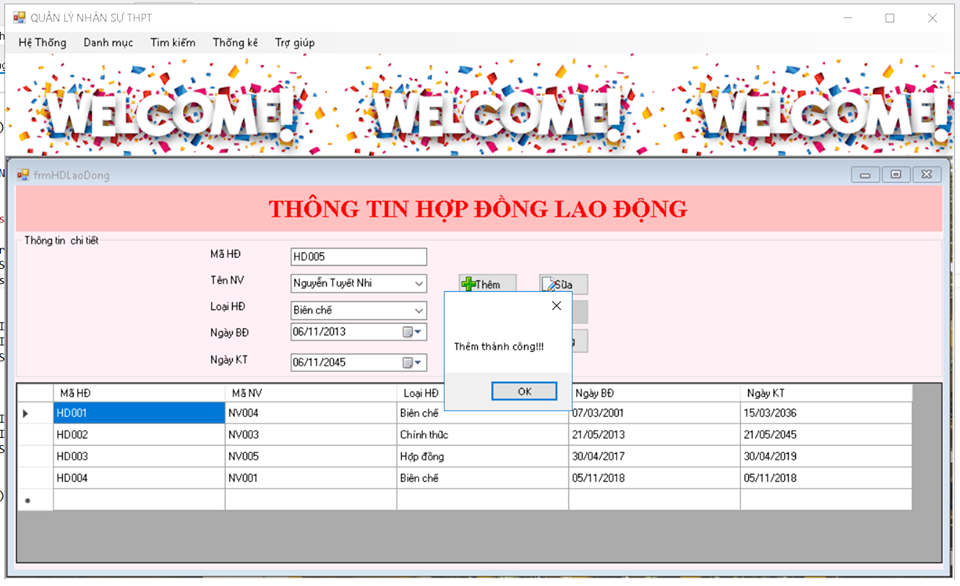 QUẢN LÝ NHÂN SỰ THPT
Hệ Thống Danh mục Tìm kiếm Thống kê Trợ giúp
WELCOME! WELCOME! WELCOME!
frmHDLaoDong
THÔNG TIN HỢP ĐỒNG LAO ĐỘNG
Thông tin chi tiết
Mã HĐ HD005
Tên NV Nguyễn Tuyết Nhi Thêm Sửa
Loại HĐ Biên chế
Ngày BĐ 06/11/2013
Thêm thành công!!!
Ngày KT 06/11/2045
OK
Mã HĐ Mã NV Loại HĐ Ngày BĐ Ngày KT
HD001 NV004 Biên chế 07/03/2001 15/03/2036
HD002 NV003 Chính thức 21/05/2013 21/05/2045
HD003 NV005 Hợp đồng 30/04/2017 30/04/2019
HD004 NV001 Biên chế 05/11/2018 05/11/2018